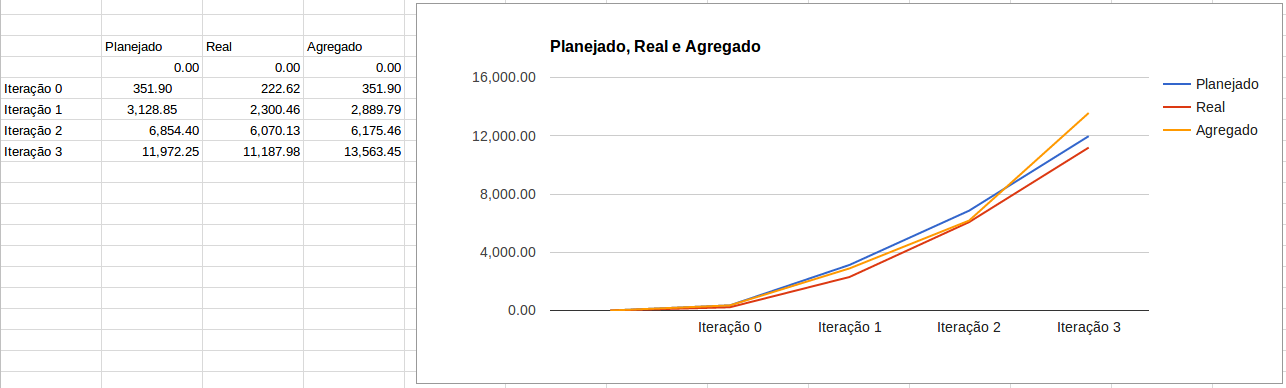 Planejado Real Agregado
0.00 0.00 0.00
Iteração 0 351.90 222.62 351.90
Iteração 1 3,128.85 2,300.46 2,889.79
Iteração 2 6,854.40 6,070.13 6,175.46
Iteração 3 11,972.25 11,187.98 13,563.45
Planejado, Real e Agregado
16,000.00
12,000.00
8,000.00
4,000.00
0.00
Iteração 0 Iteração 1 Iteração 2 Iteração 3
Planejado
Real
Agregado